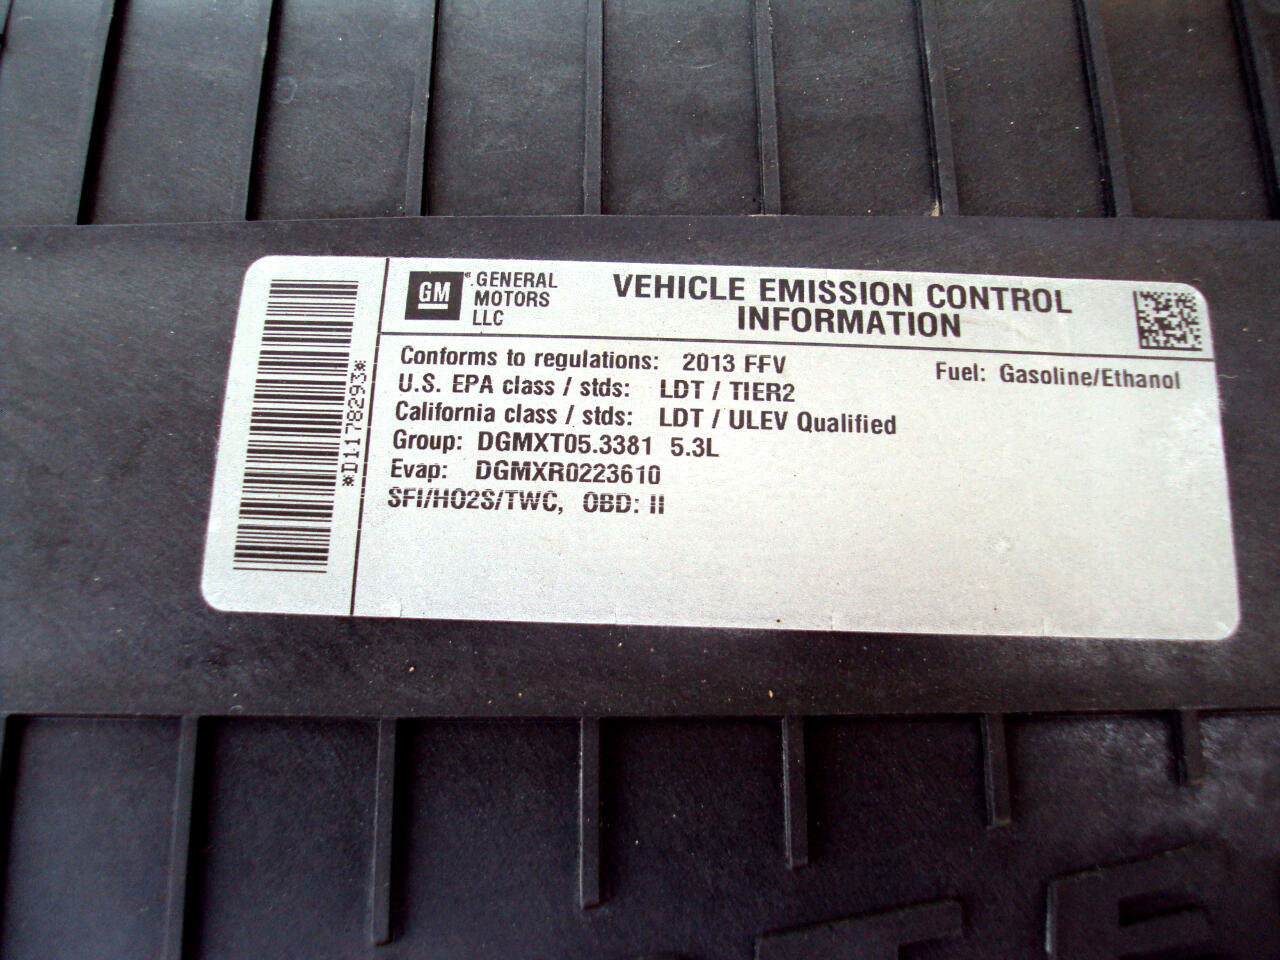 GM
GENERAL
MOTORS
LLC
VEHICLE EMISSION CONTROL
INFORMATION
*D1178293*
Conforms to regulations: 2013 FFV
Fuel: Gasoline/Ethanol
U.S. EPA class / stds: LDT / TIER2
California class / stds: LDT / ULEV Qualified
Group: DGMXT05.3381 5.3L
Evap: DGMXR0223610
SFI/HO2S/TWC, OBD: II